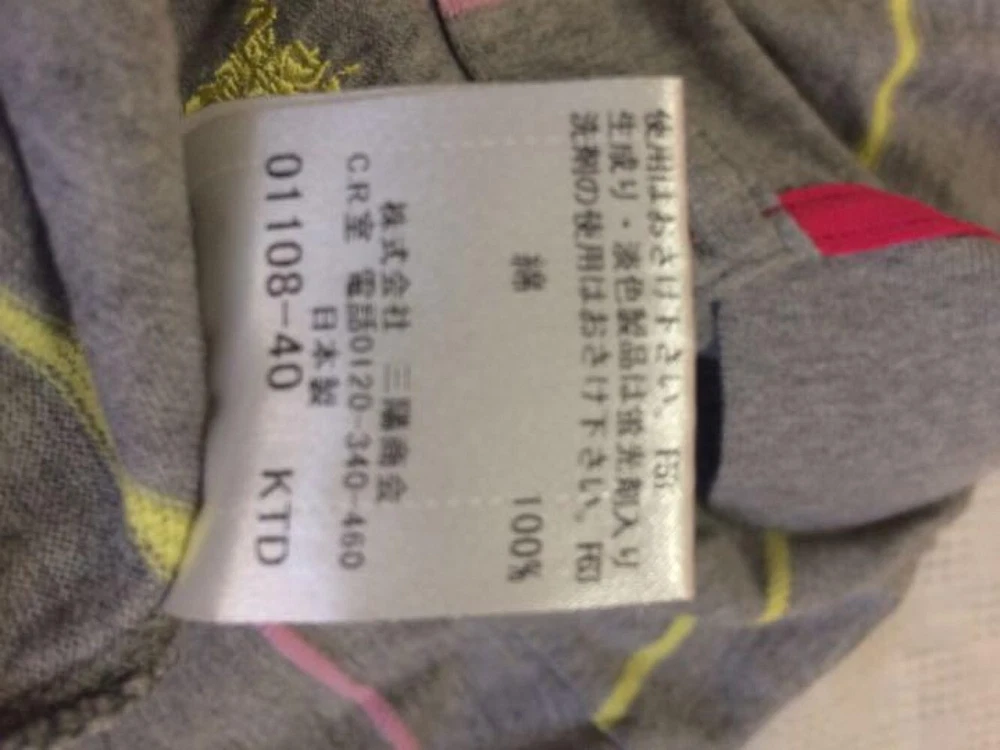 使用はおさけ下さい。F53
生成り・淡色製品は蛍光剤入り
洗剤の使用はおさけ下さい。F63
綿 100%
株式会社 三陽商会
C.R室 電話0120-340-460
日本製
01108-40 KTD